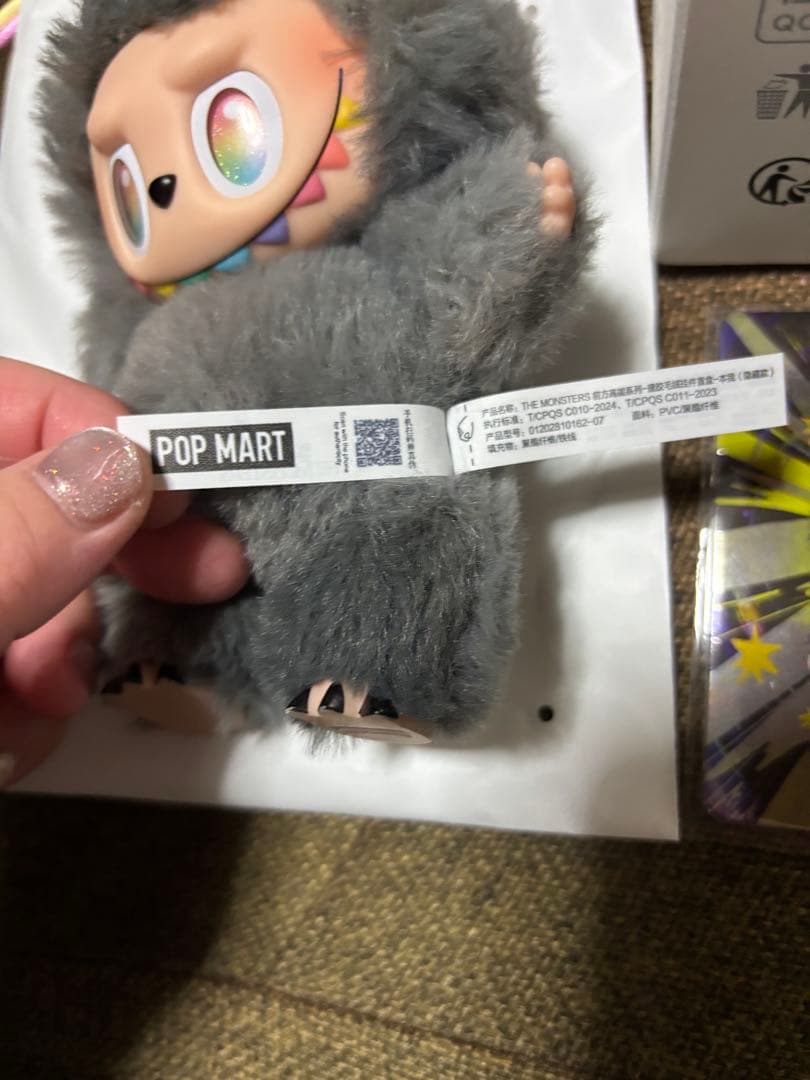 POP MART
Scan with the phone
for authenticity
手机扫码辨真伪
产品名称：THE MONSTERS 前方高能系列-搪胶毛绒挂件盲盒-本我（隐藏款）
执行标准：T/CPQS C010-2024、T/CPQS C011-2023
产品型号：01202810162-07 面料：PVC/聚酯纤维
填充物：聚酯纤维/铁线